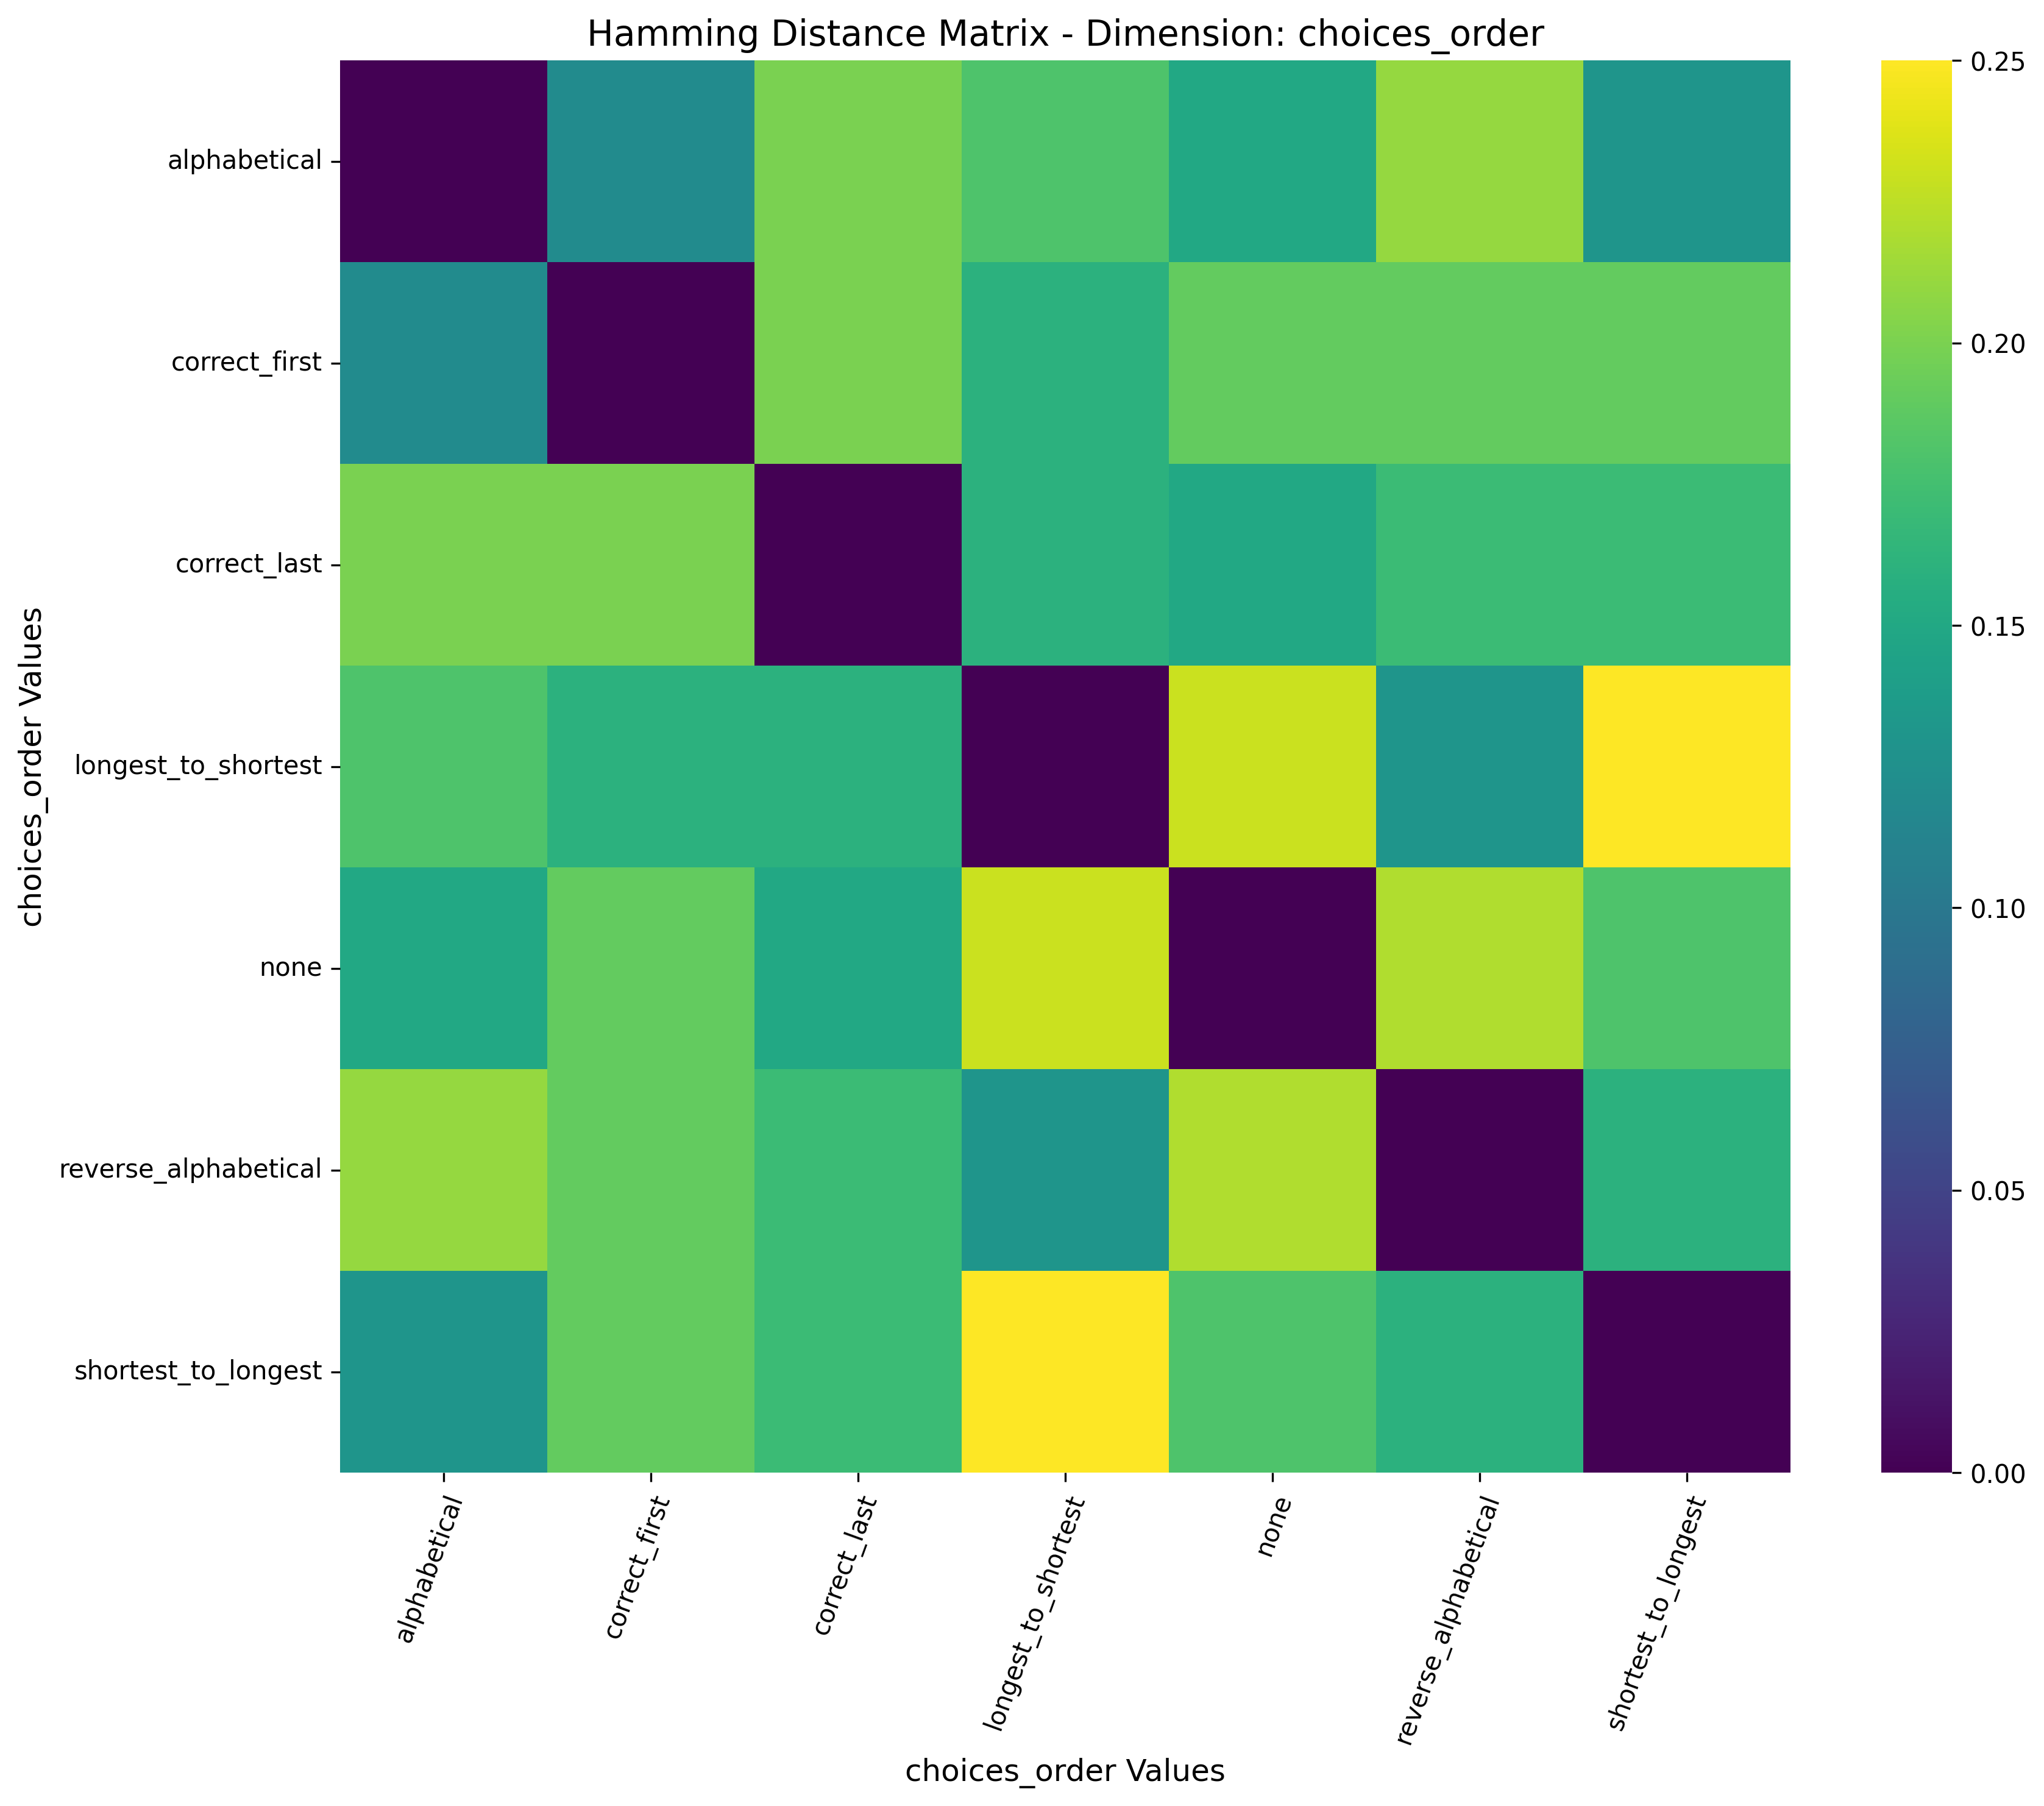 Hamming Distance Matrix - Dimension: choices_order
choices_order Values
alphabetical
correct_first
correct_last
longest_to_shortest
none
reverse_alphabetical
shortest_to_longest
alphabetical
correct_first
correct_last
longest_to_shortest
none
reverse_alphabetical
shortest_to_longest
choices_order Values
0.25
0.20
0.15
0.10
0.05
0.00